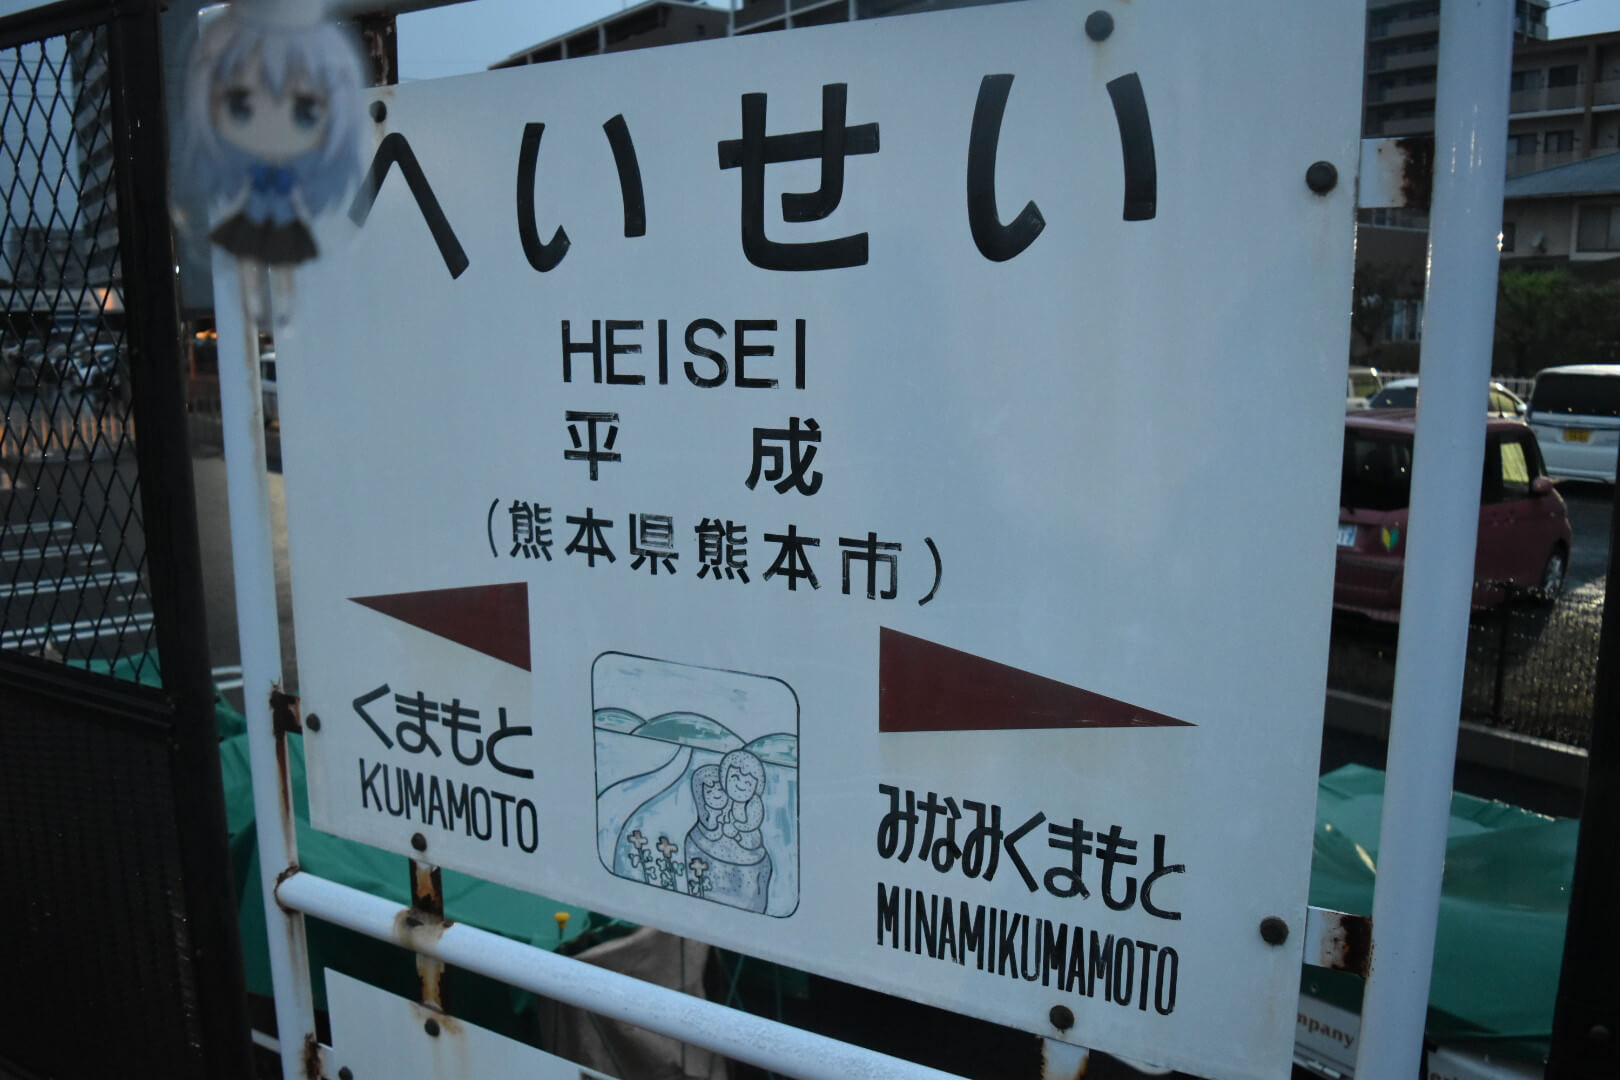 へいせい
HEISEI
平成
(熊本県熊本市)
くまもと
KUMAMOTO
みなみくまもと
MINAMIKUMAMOTO
mpany